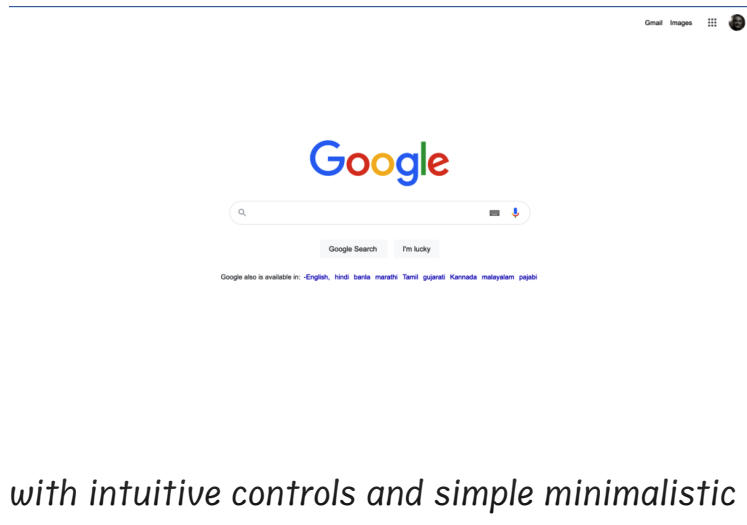 Gmail Images
Google
Google Search I'm lucky
Google also is available in: -English, hindi banla marathi Tamil gujarati Kannada malayalam pajabi
with intuitive controls and simple minimalistic